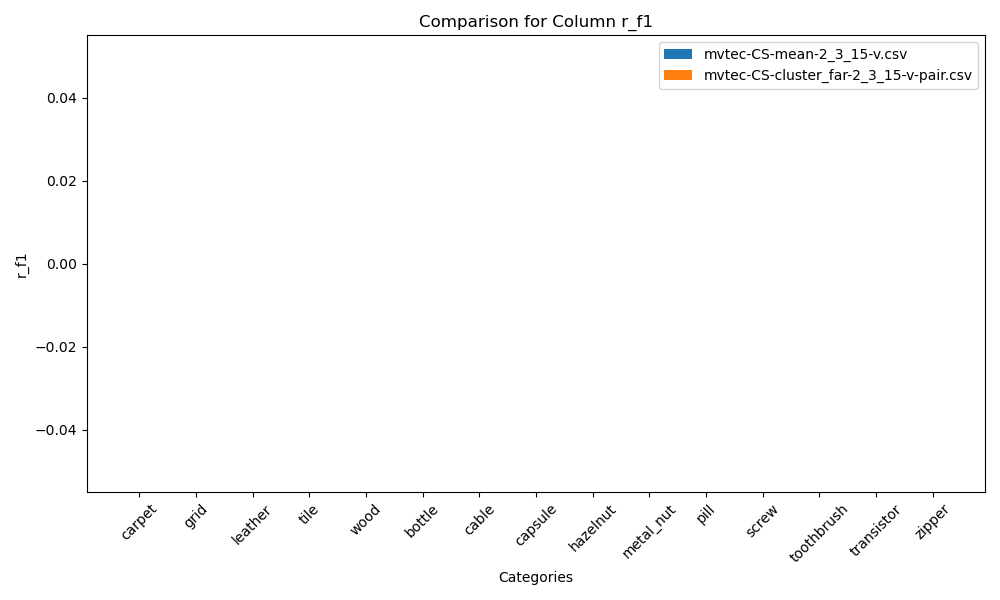 Comparison for Column r_f1
mvtec-CS-mean-2_3_15-v.csv
mvtec-CS-cluster_far-2_3_15-v-pair.csv
0.04
0.02
0.00
−0.02
−0.04
r_f1
carpet
grid
leather
tile
wood
bottle
cable
capsule
hazelnut
metal_nut
pill
screw
toothbrush
transistor
zipper
Categories